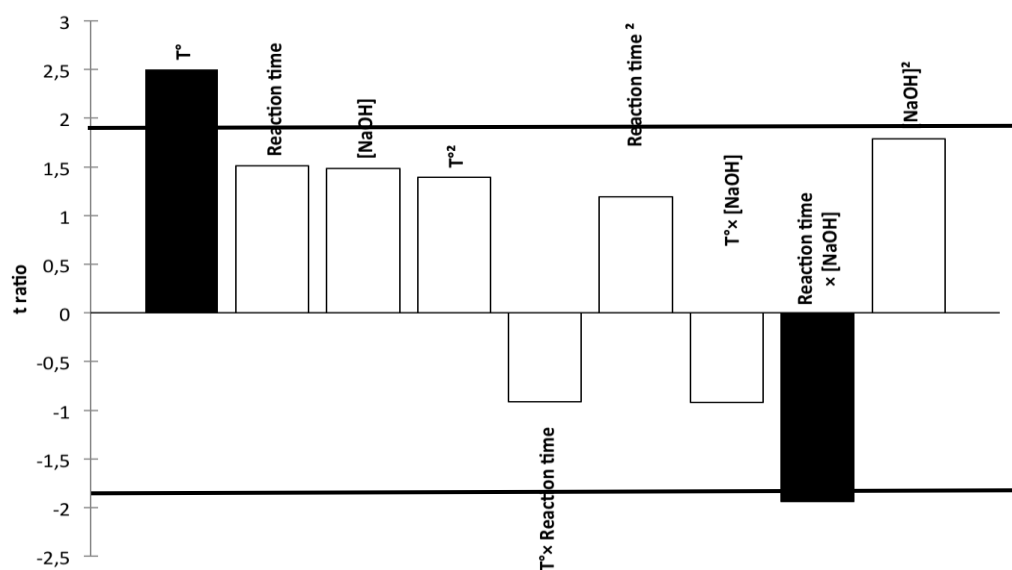 3
2,5
2
1,5
1
0,5
0
-0,5
-1
-1,5
-2
-2,5
t ratio
T°
Reaction time
[NaOH]
T°²
T°× Reaction time
Reaction time ²
T°× [NaOH]
Reaction time
× [NaOH]
NaOH]²